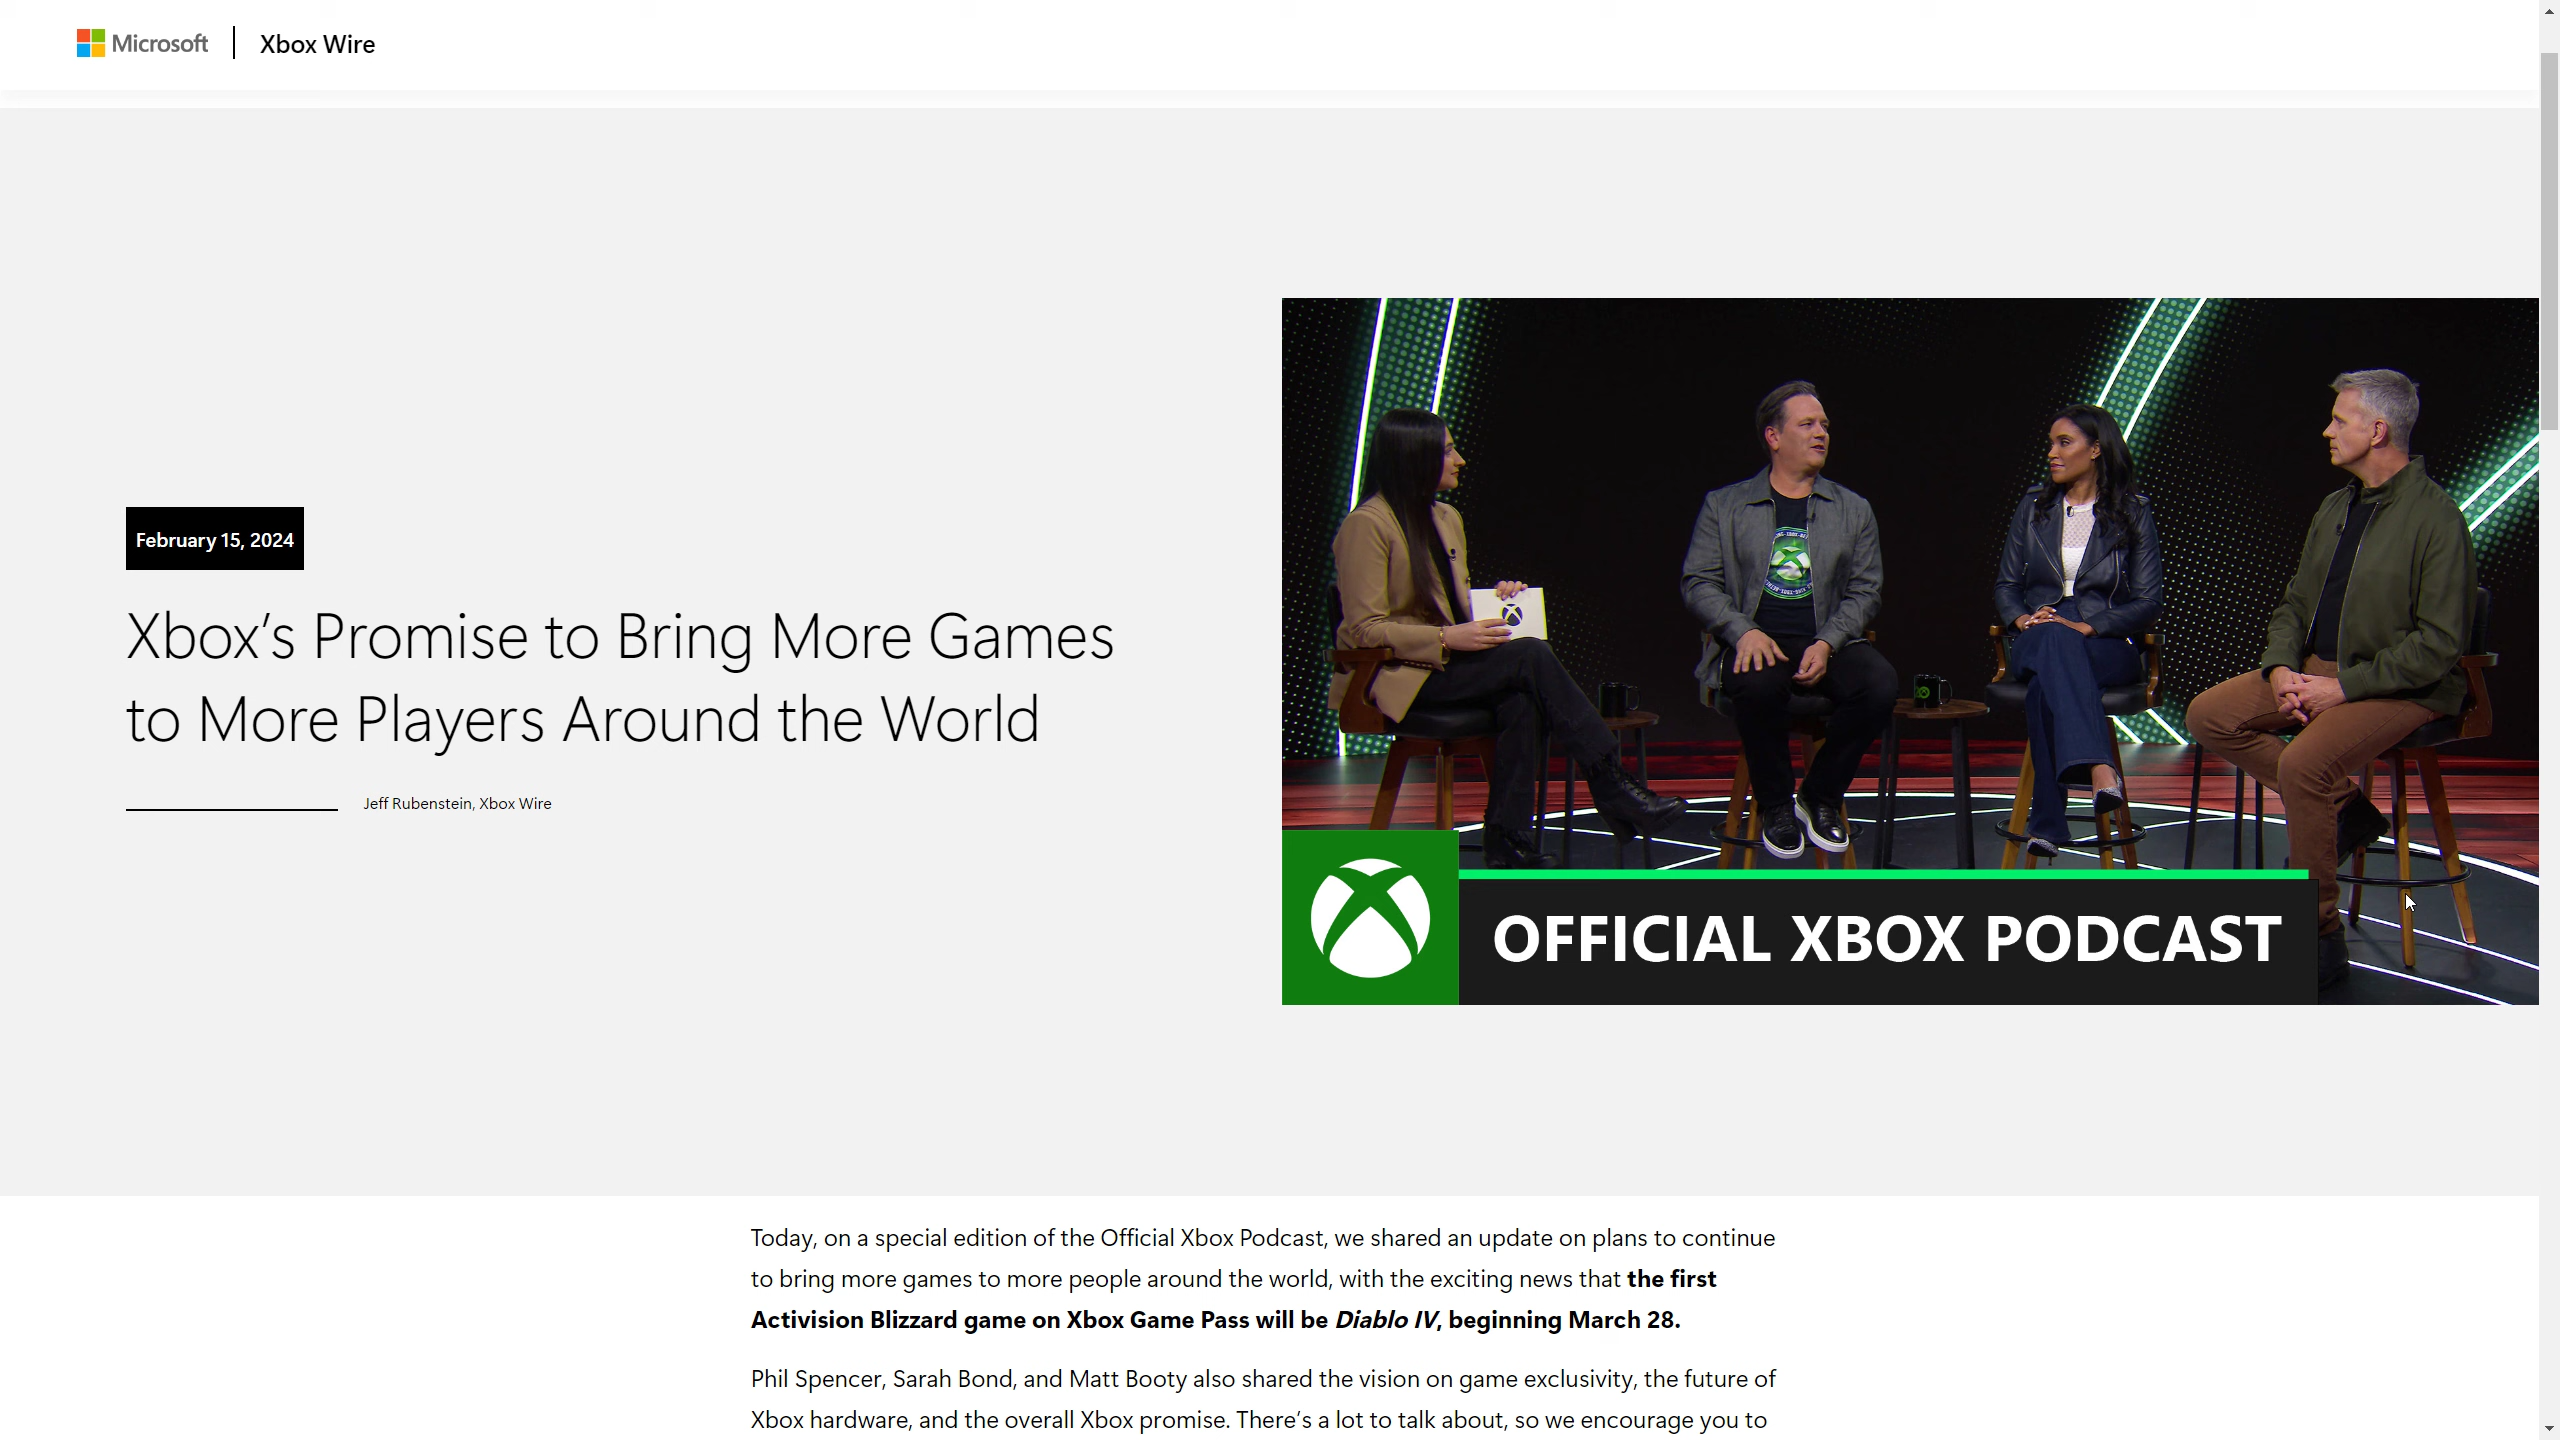 Microsoft | Xbox Wire
February 15, 2024
Xbox’s Promise to Bring More Games
to More Players Around the World
Jeff Rubenstein, Xbox Wire
OFFICIAL XBOX PODCAST
Today, on a special edition of the Official Xbox Podcast, we shared an update on plans to continue
to bring more games to more people around the world, with the exciting news that the first
Activision Blizzard game on Xbox Game Pass will be Diablo IV, beginning March 28.
Phil Spencer, Sarah Bond, and Matt Booty also shared the vision on game exclusivity, the future of
Xbox hardware, and the overall Xbox promise. There’s a lot to talk about, so we encourage you to